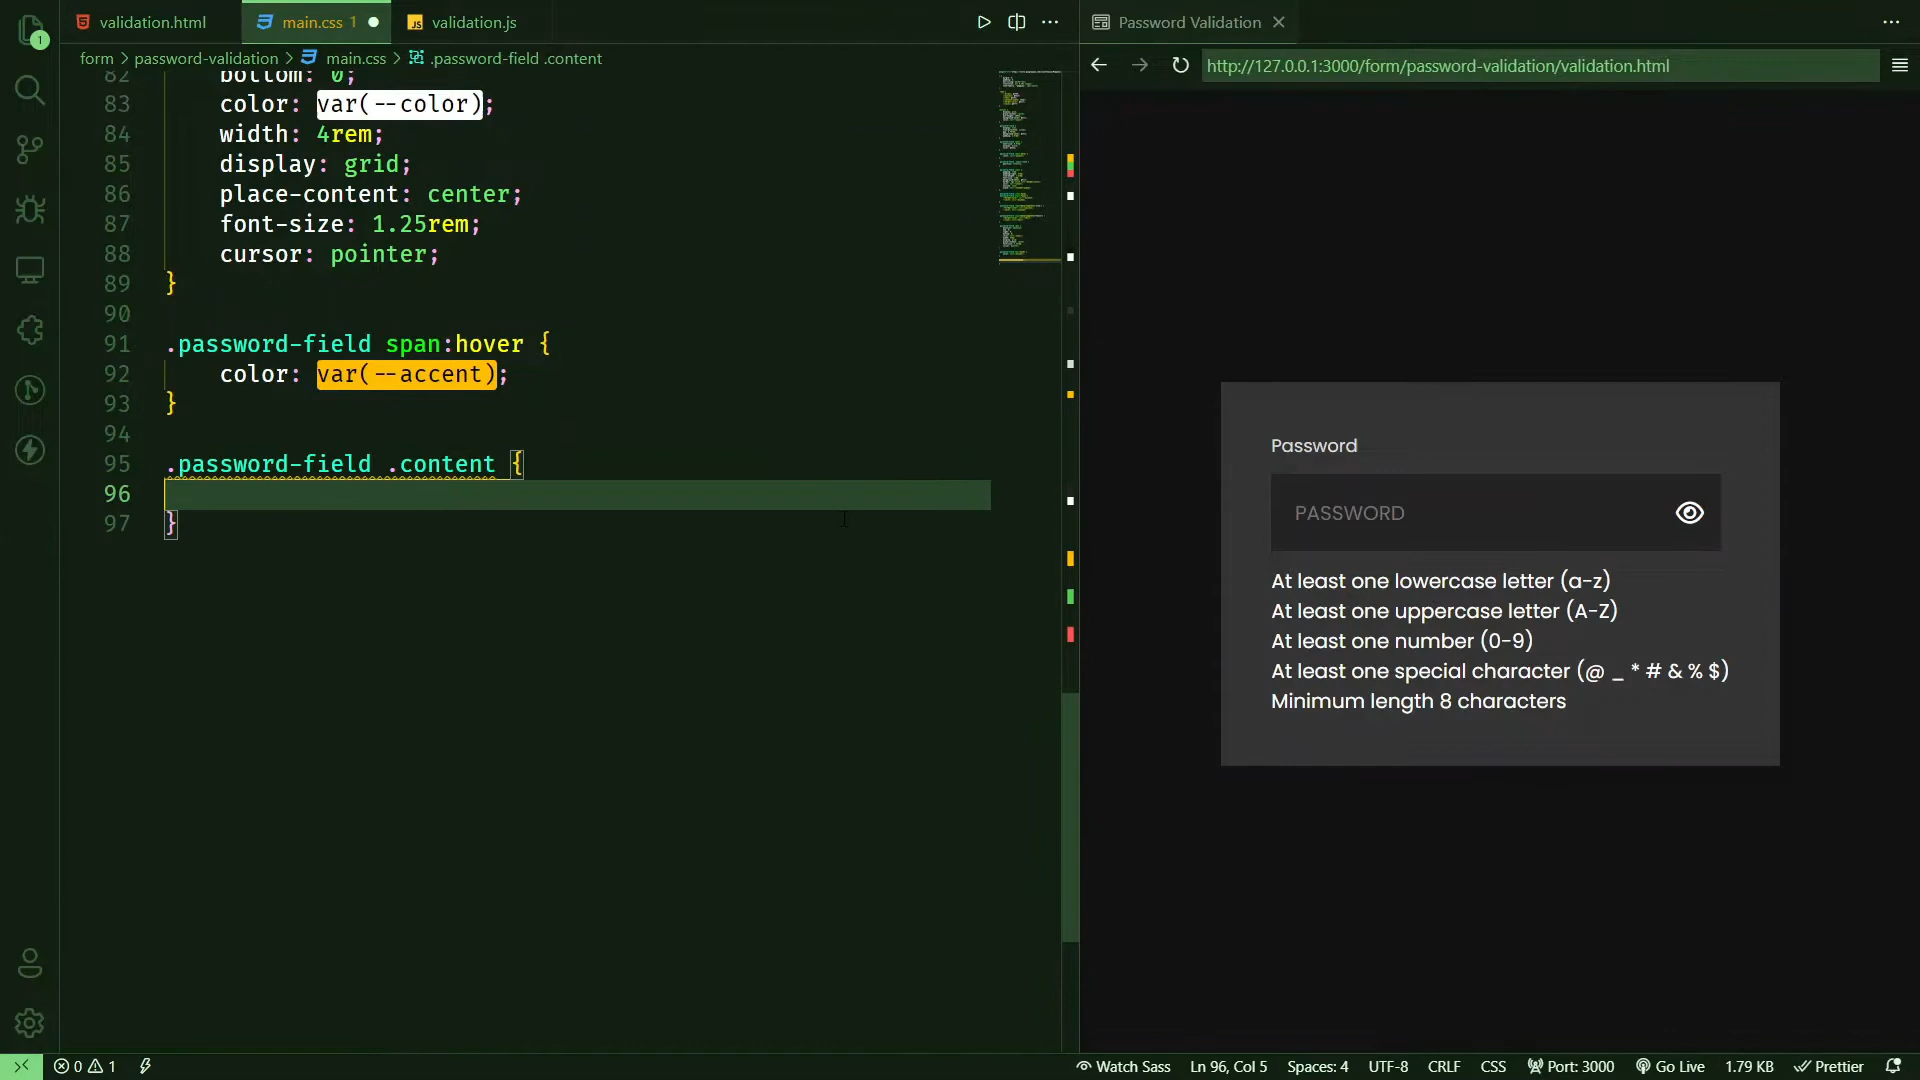 1
validation.html
main.css 1
validation.js
form > password-validation > main.css > .password-field .content
82 bottom: 0;
83 color: var(--color);
84 width: 4rem;
85 display: grid;
86 place-content: center;
87 font-size: 1.25rem;
88 cursor: pointer;
89 }
90
91 .password-field span:hover {
92 color: var(--accent);
93 }
94
95 .password-field .content {
96
97 }
Password Validation
http://127.0.0.1:3000/form/password-validation/validation.html
Password
PASSWORD
At least one lowercase letter (a-z)
At least one uppercase letter (A-Z)
At least one number (0-9)
At least one special character (@ _ * # & % $)
Minimum length 8 characters
0 1 Watch Sass Ln 96, Col 5 Spaces: 4 UTF-8 CRLF CSS Port: 3000 Go Live 1.79 KB Prettier